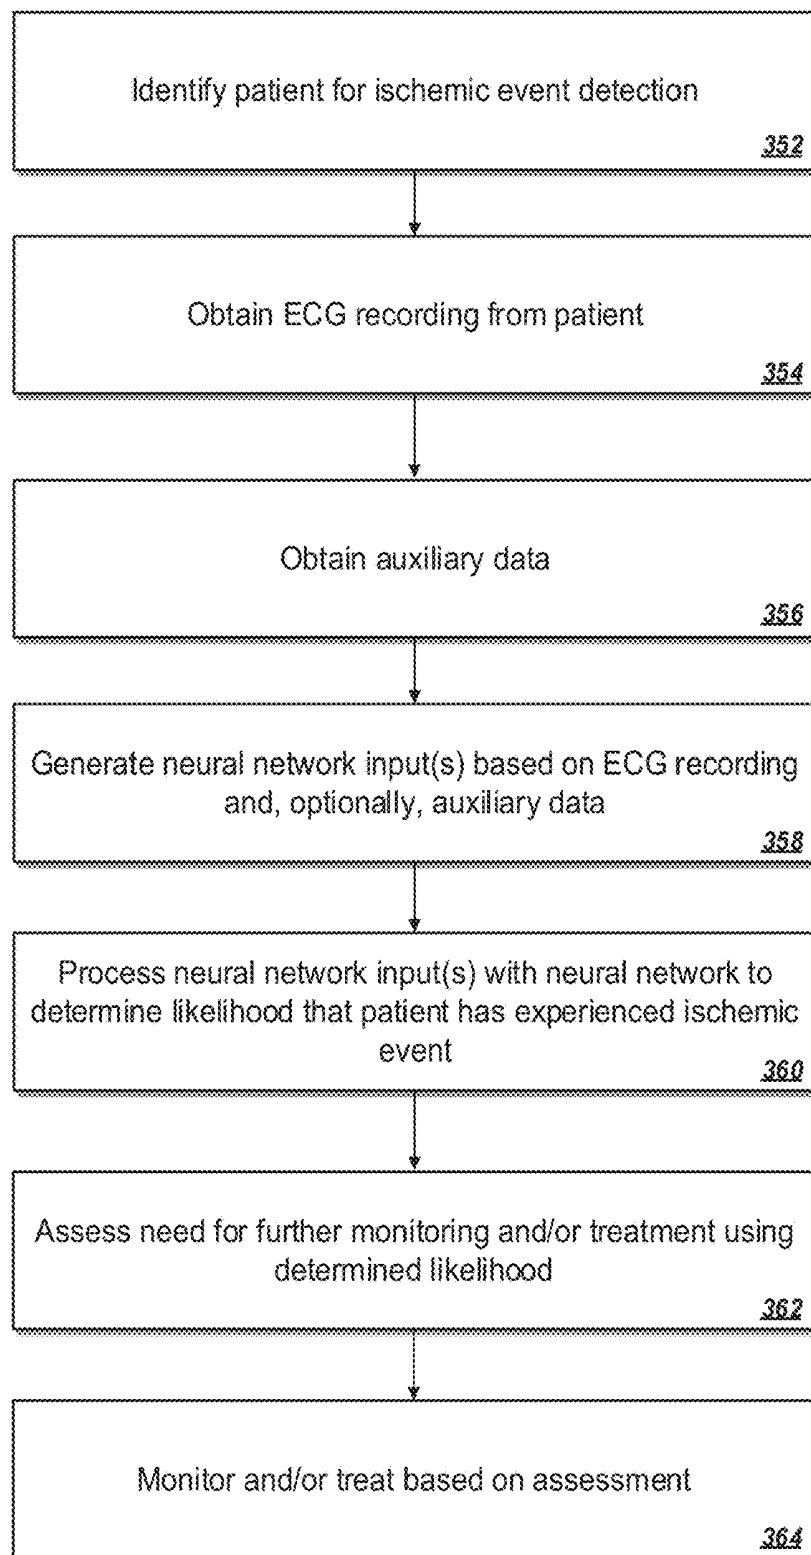 Identify patient for ischemic event detection
352
Obtain ECG recording from patient
354
Obtain auxiliary data
356
Generate neural network input(s) based on ECG recording
and, optionally, auxiliary data
358
Process neural network input(s) with neural network to
determine likelihood that patient has experienced ischemic
event
360
Assess need for further monitoring and/or treatment using
determined likelihood
362
Monitor and/or treat based on assessment
364